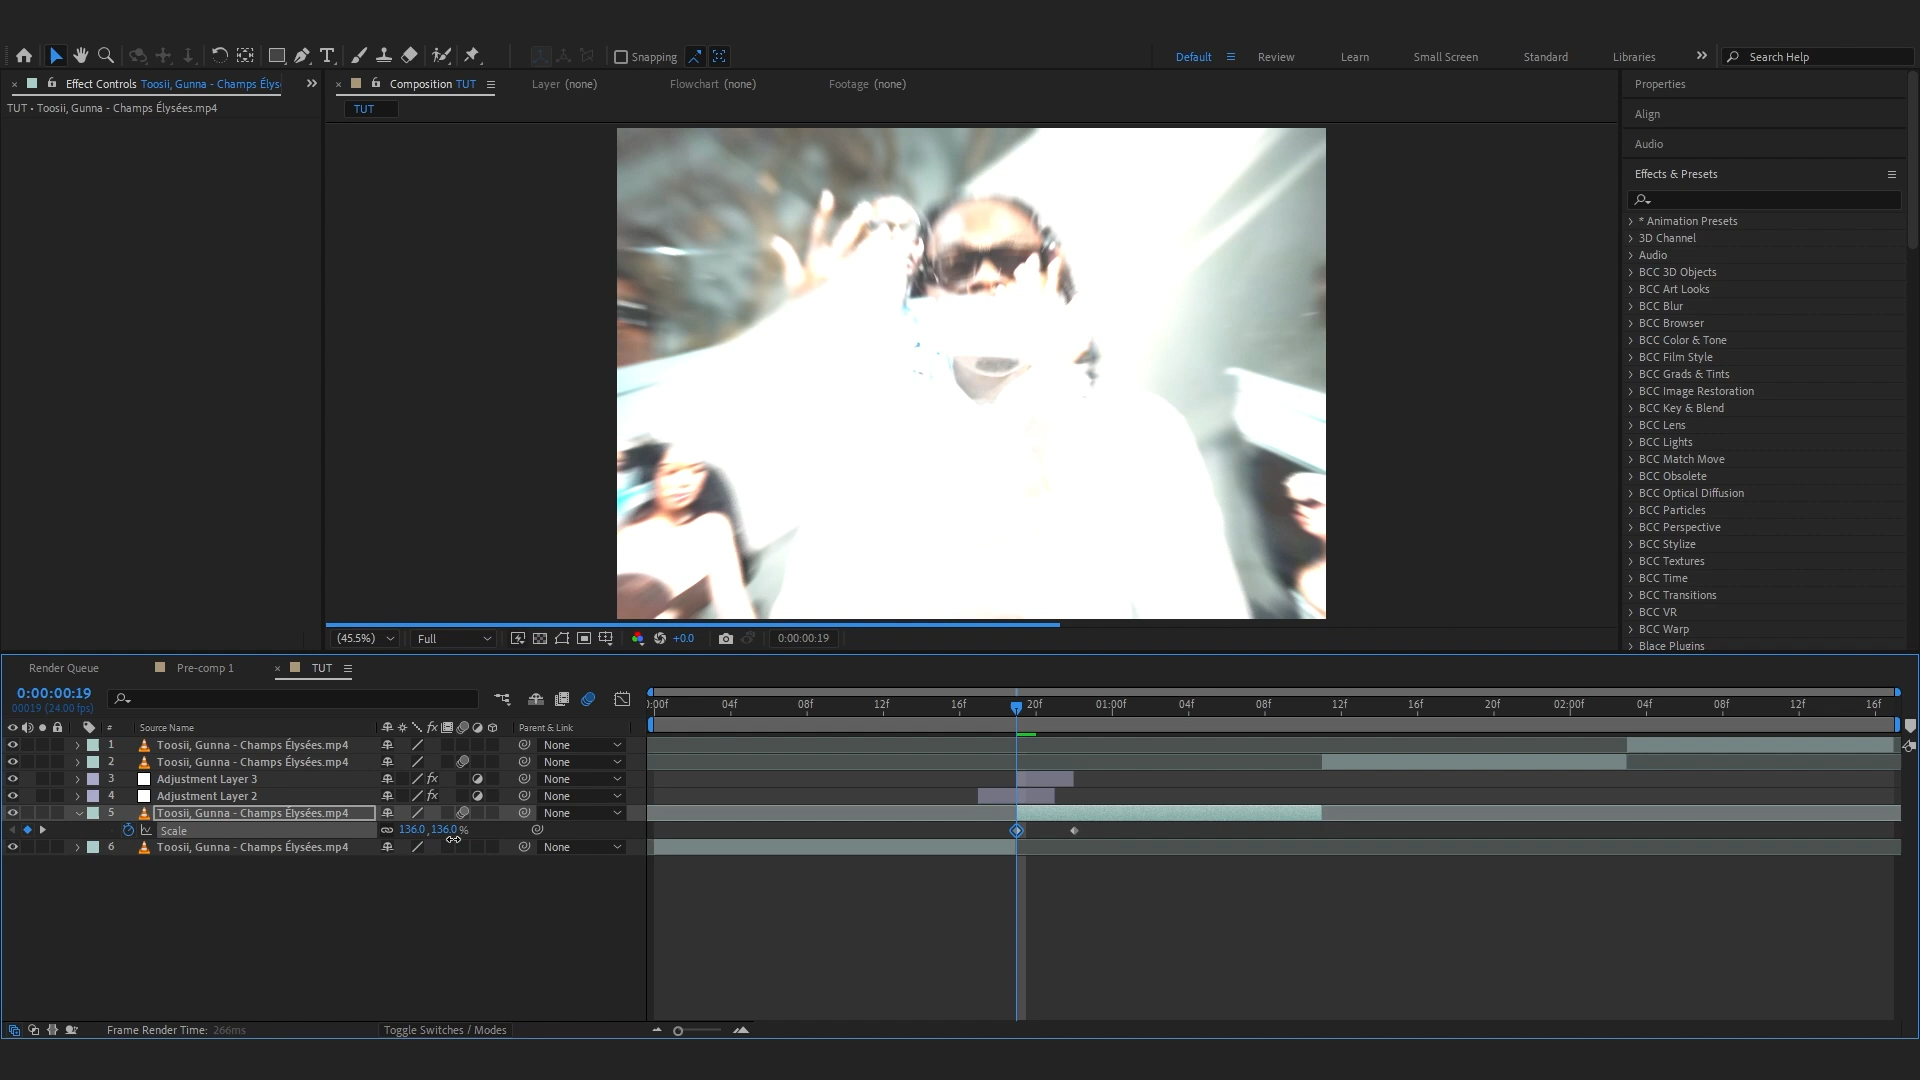 Snapping
Default
Review
Learn
Small Screen
Standard
Libraries
Search Help
Effect Controls Toosii, Gunna - Champs Élys
TUT • Toosii, Gunna - Champs Élysées.mp4
Composition TUT
Layer (none)
Flowchart (none)
Footage (none)
TUT
Properties
Align
Audio
Effects & Presets
* Animation Presets
3D Channel
Audio
BCC 3D Objects
BCC Art Looks
BCC Blur
BCC Browser
BCC Color & Tone
BCC Film Style
BCC Grads & Tints
BCC Image Restoration
BCC Key & Blend
BCC Lens
BCC Lights
BCC Match Move
BCC Obsolete
BCC Optical Diffusion
BCC Particles
BCC Perspective
BCC Stylize
BCC Textures
BCC Time
BCC Transitions
BCC VR
BCC Warp
Blace Plugins
(45.5%)
Full
+0.0
0:00:00:19
Render Queue
Pre-comp 1
TUT
0:00:00:19
00019 (24.00 fps)
:00f 04f 08f 12f 16f 20f 01:00f 04f 08f 12f 16f 20f 02:00f 04f 08f 12f 16f
# Source Name fx Parent & Link
1 Toosii, Gunna - Champs Élysées.mp4 None
2 Toosii, Gunna - Champs Élysées.mp4 None
3 Adjustment Layer 3 fx None
4 Adjustment Layer 2 fx None
5 Toosii, Gunna - Champs Élysées.mp4 None
Scale 136.0, 136.0 %
6 Toosii, Gunna - Champs Élysées.mp4 None
Frame Render Time: 266ms
Toggle Switches / Modes